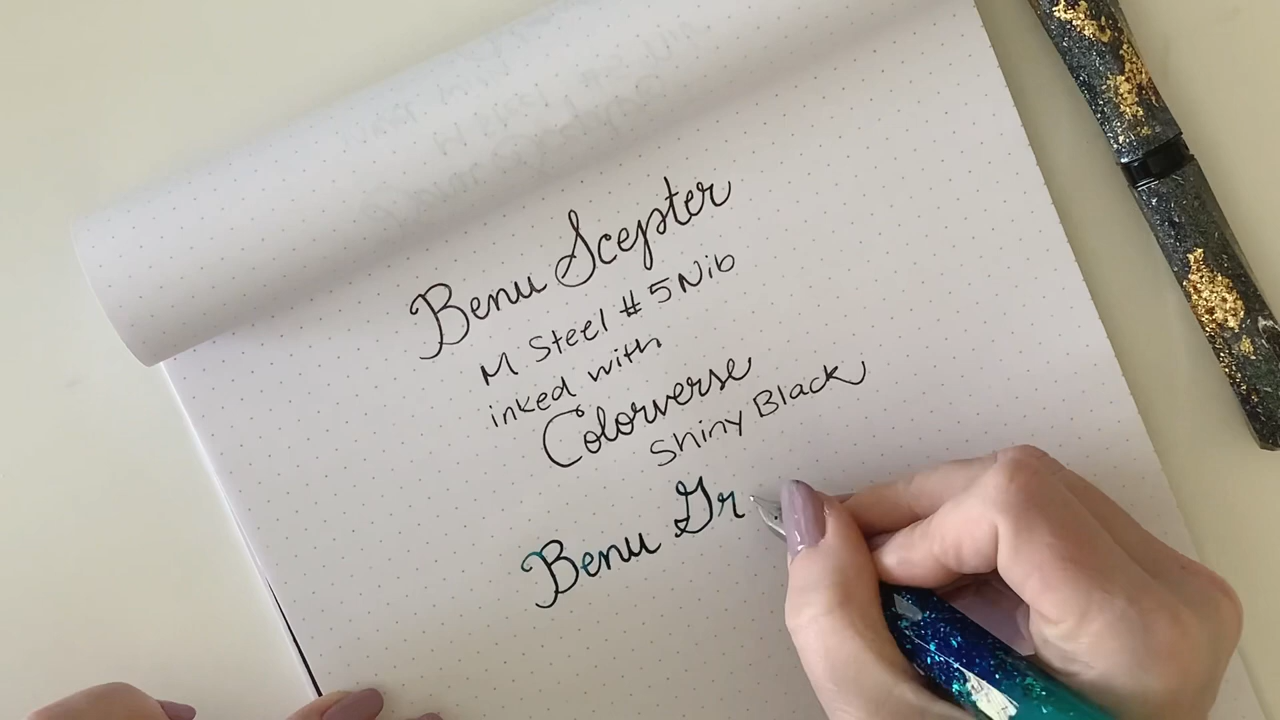 Benu Scepter
M Steel #5 Nib
inked with
Colorverse
Shiny Black
Benu Gr